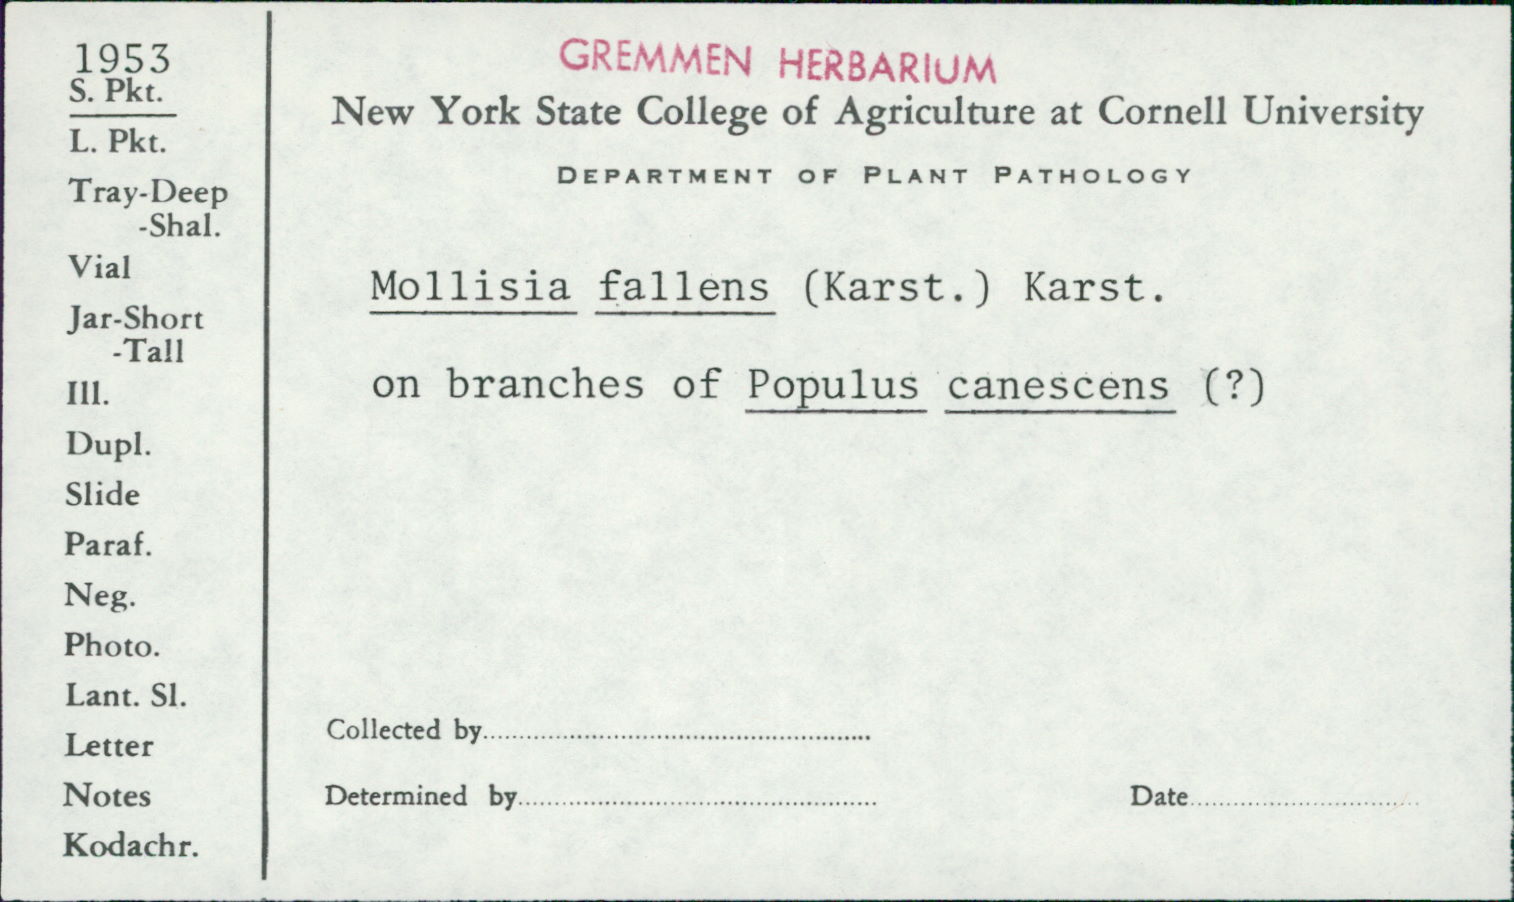 1953
S. Pkt.
L. Pkt.
Tray-Deep
-Shal.
Vial
Jar-Short
-Tall
Ill.
Dupl.
Slide
Paraf.
Neg.
Photo.
Lant. Sl.
Letter
Notes
Kodachr.
GREMMEN HERBARIUM
New York State College of Agriculture at Cornell University
DEPARTMENT OF PLANT PATHOLOGY
Mollisia fallens (Karst.) Karst.
on branches of Populus canescens (?)
Collected by
Determined by
Date